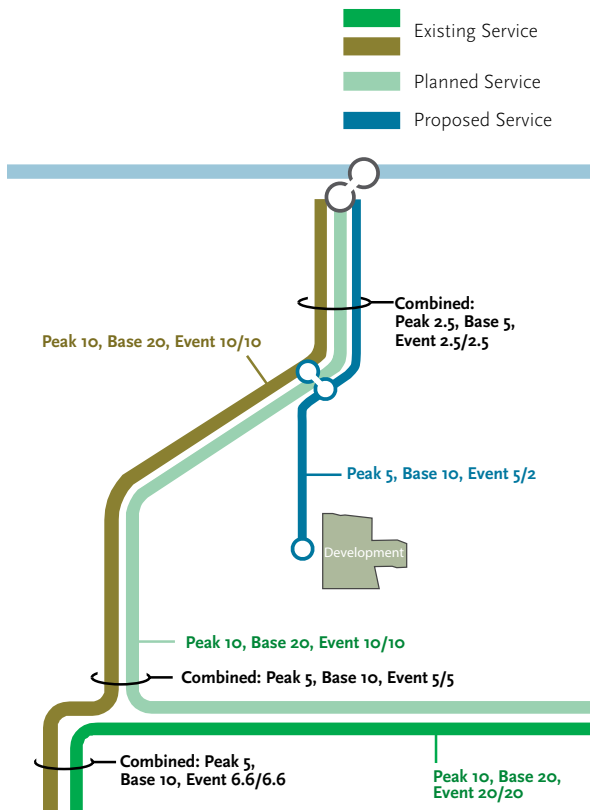 Existing Service
Planned Service
Proposed Service
Combined:
Peak 2.5, Base 5,
Event 2.5/2.5
Peak 10, Base 20, Event 10/10
Peak 5, Base 10, Event 5/2
Development
Peak 10, Base 20, Event 10/10
Combined: Peak 5, Base 10, Event 5/5
Combined: Peak 5,
Base 10, Event 6.6/6.6
Peak 10, Base 20,
Event 20/20